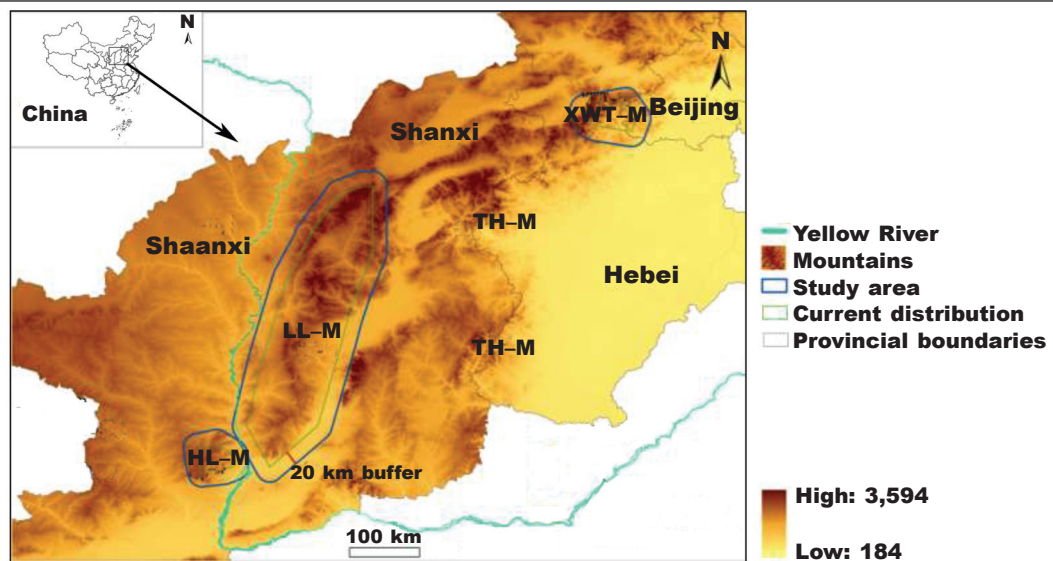 N
China
N
Beijing
XWT–M
Shanxi
TH–M
Shaanxi
Hebei
LL–M
TH–M
HL–M
20 km buffer
100 km
Yellow River
Mountains
Study area
Current distribution
Provincial boundaries
High: 3,594
Low: 184